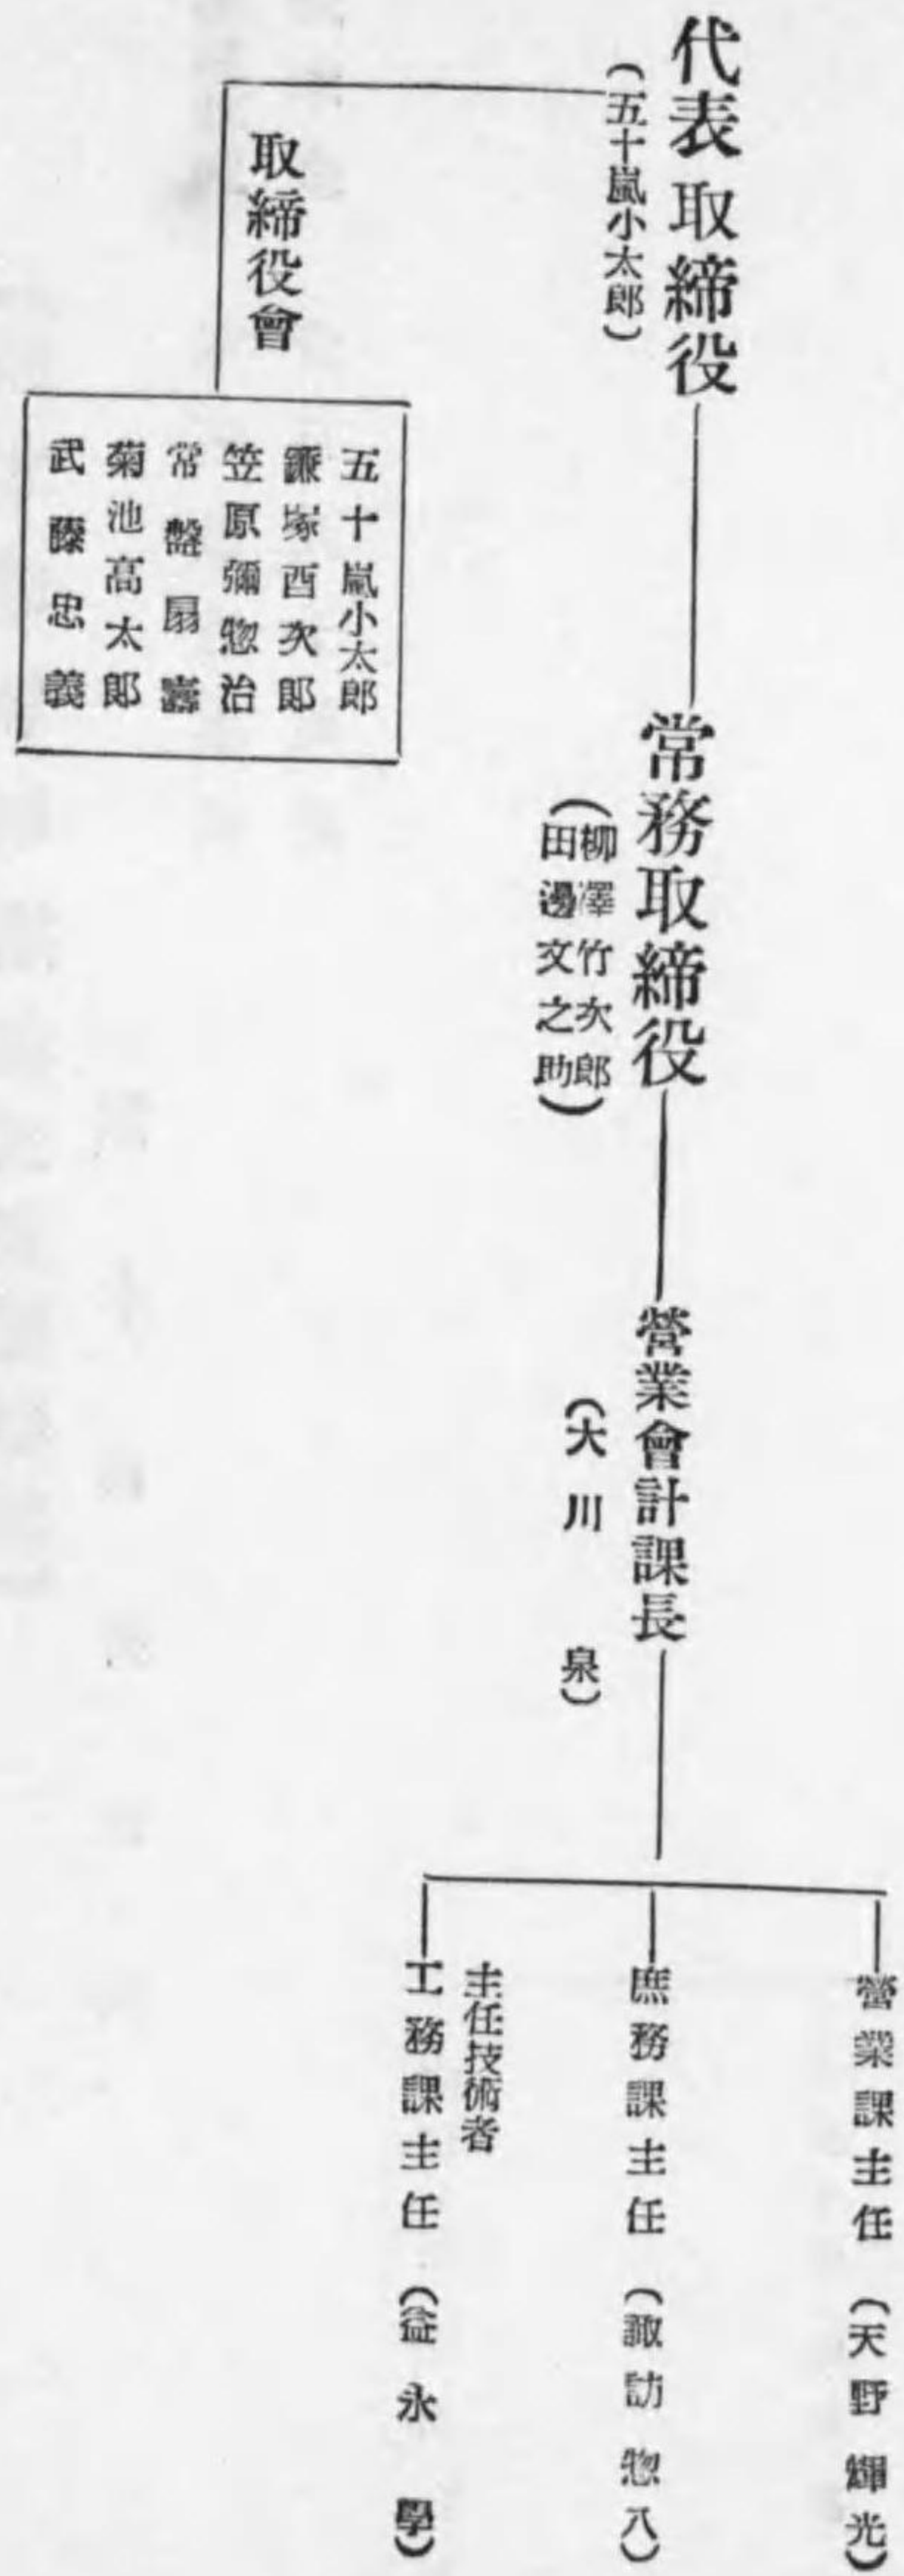 代表取締役
(五十嵐小太郎)
取締役會
五十嵐小太郎
鎌塚酉次郎
笠原彌惣治
常盤扇壽
菊池高太郎
武藤忠義
常務取締役
(柳澤竹次郎
田邊文之助)
營業會計課長
(大川泉)
營業課主任(天野輝光)
庶務課主任(諏訪惣八)
主任技術者
工務課主任(益永學)